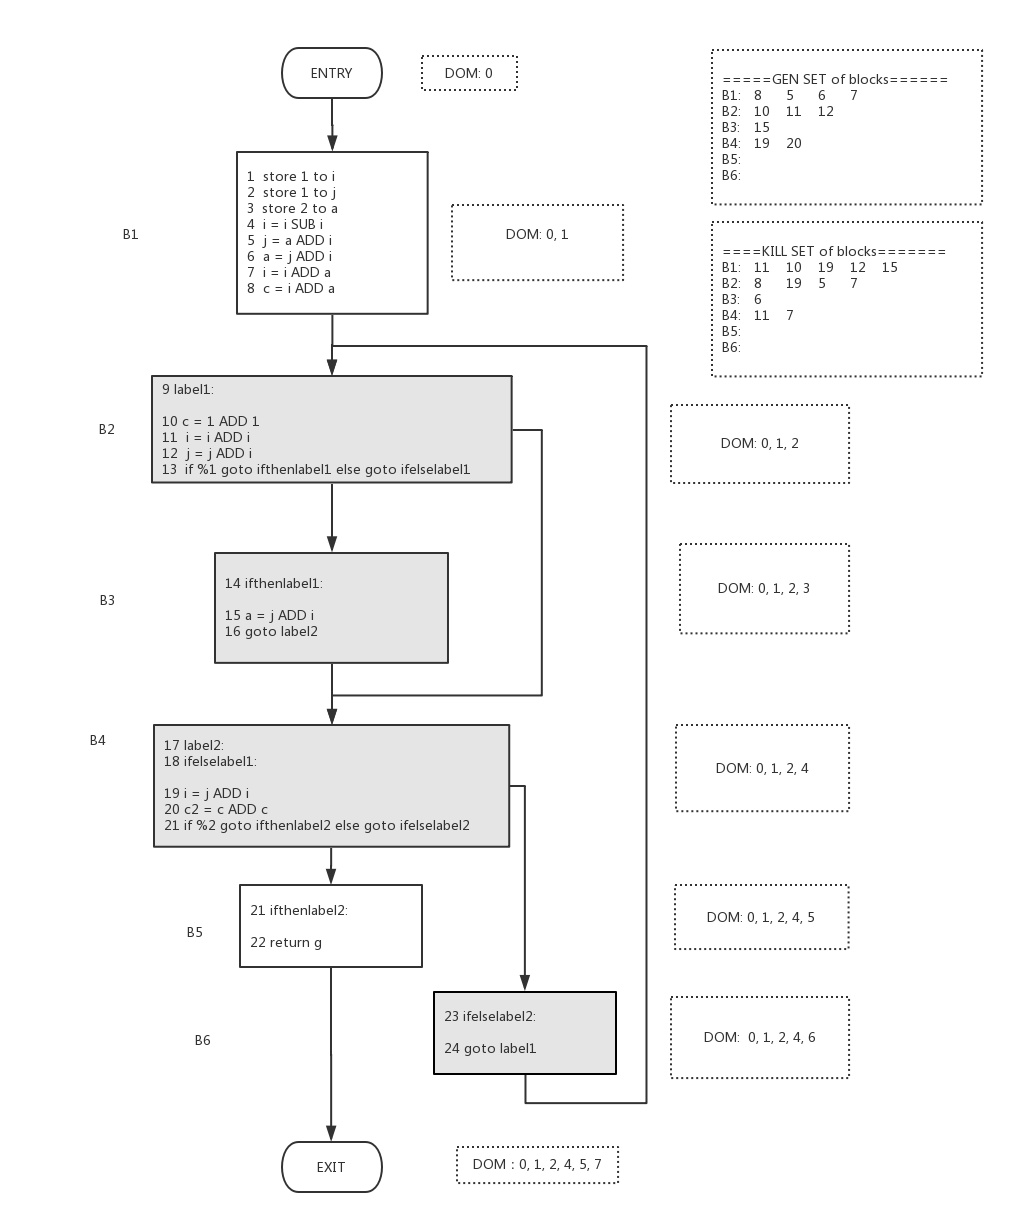 ENTRY
DOM: 0
=====GEN SET of blocks======
B1: 8 5 6 7
B2: 10 11 12
B3: 15
B4: 19 20
B5:
B6:
1 store 1 to i
2 store 1 to j
3 store 2 to a
4 i = i SUB i
5 j = a ADD i
6 a = j ADD i
7 i = i ADD a
8 c = i ADD a
B1
DOM: 0, 1
====KILL SET of blocks=======
B1: 11 10 19 12 15
B2: 8 19 5 7
B3: 6
B4: 11 7
B5:
B6:
9 label1:
10 c = 1 ADD 1
11 i = i ADD i
12 j = j ADD i
13 if %1 goto ifthenlabel1 else goto ifelselabel1
B2
DOM: 0, 1, 2
14 ifthenlabel1:
15 a = j ADD i
16 goto label2
B3
DOM: 0, 1, 2, 3
B4
17 label2:
18 ifelselabel1:
19 i = j ADD i
20 c2 = c ADD c
21 if %2 goto ifthenlabel2 else goto ifelselabel2
DOM: 0, 1, 2, 4
21 ifthenlabel2:
22 return g
B5
DOM: 0, 1, 2, 4, 5
23 ifelselabel2:
24 goto label1
B6
DOM: 0, 1, 2, 4, 6
EXIT
DOM : 0, 1, 2, 4, 5, 7